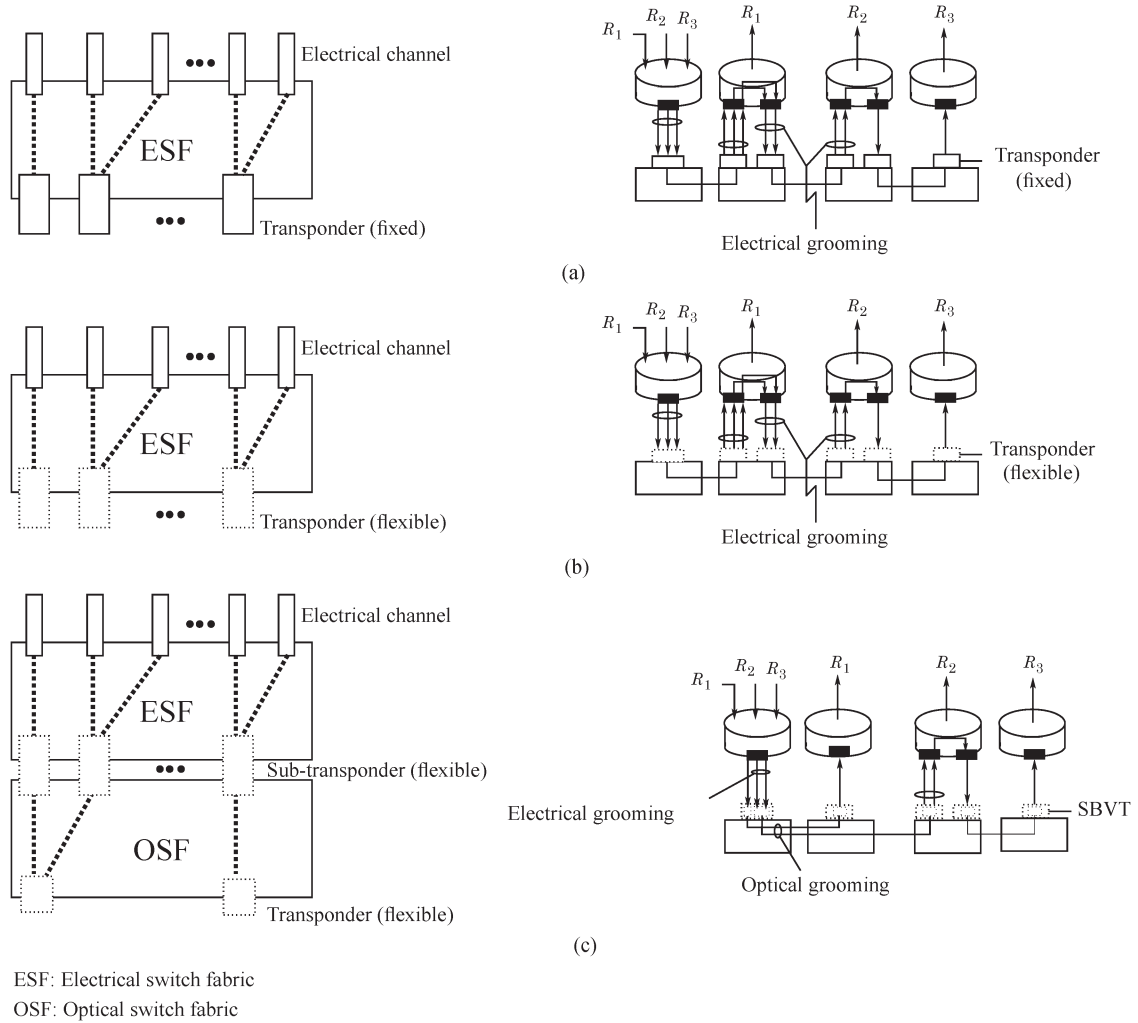 Electrical channel
ESF
Transponder (fixed)
R1
R2
R3
R1
R2
R3
Transponder
(fixed)
Electrical grooming
(a)
Electrical channel
ESF
Transponder (flexible)
R1
R2
R3
R1
R2
R3
Transponder
(flexible)
Electrical grooming
(b)
Electrical channel
ESF
Sub-transponder (flexible)
OSF
Transponder (flexible)
R1
R2
R3
R1
R2
R3
Electrical grooming
SBVT
Optical grooming
(c)
ESF: Electrical switch fabric
OSF: Optical switch fabric